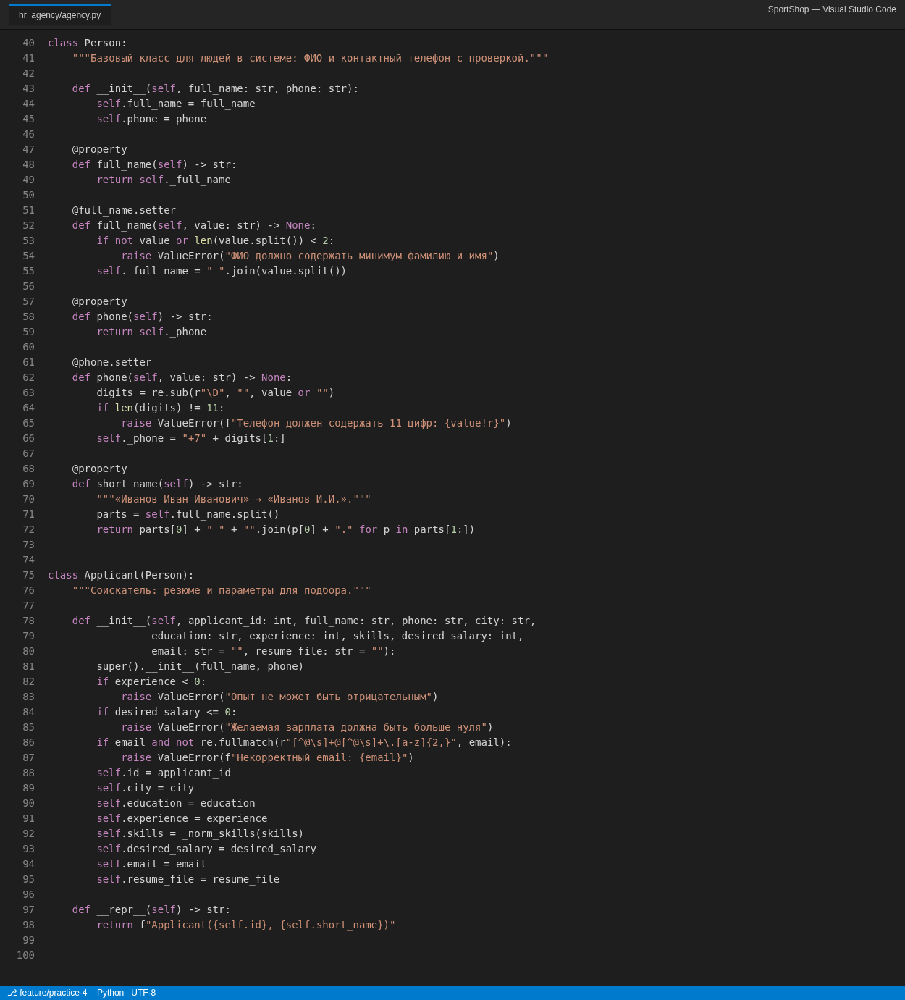 hr_agency/agency.py
SportShop — Visual Studio Code
40 class Person:
41     """Базовый класс для людей в системе: ФИО и контактный телефон с проверкой."""
42
43     def __init__(self, full_name: str, phone: str):
44         self.full_name = full_name
45         self.phone = phone
46
47     @property
48     def full_name(self) -> str:
49         return self._full_name
50
51     @full_name.setter
52     def full_name(self, value: str) -> None:
53         if not value or len(value.split()) < 2:
54             raise ValueError("ФИО должно содержать минимум фамилию и имя")
55         self._full_name = " ".join(value.split())
56
57     @property
58     def phone(self) -> str:
59         return self._phone
60
61     @phone.setter
62     def phone(self, value: str) -> None:
63         digits = re.sub(r"\D", "", value or "")
64         if len(digits) != 11:
65             raise ValueError(f"Телефон должен содержать 11 цифр: {value!r}")
66         self._phone = "+7" + digits[1:]
67
68     @property
69     def short_name(self) -> str:
70         """«Иванов Иван Иванович» → «Иванов И.И.»."""
71         parts = self.full_name.split()
72         return parts[0] + " " + "".join(p[0] + "." for p in parts[1:])
73
74
75 class Applicant(Person):
76     """Соискатель: резюме и параметры для подбора."""
77
78     def __init__(self, applicant_id: int, full_name: str, phone: str, city: str,
79                  education: str, experience: int, skills, desired_salary: int,
80                  email: str = "", resume_file: str = ""):
81         super().__init__(full_name, phone)
82         if experience < 0:
83             raise ValueError("Опыт не может быть отрицательным")
84         if desired_salary <= 0:
85             raise ValueError("Желаемая зарплата должна быть больше нуля")
86         if email and not re.fullmatch(r"[^@\s]+@[^@\s]+\.[a-z]{2,}", email):
87             raise ValueError(f"Некорректный email: {email}")
88         self.id = applicant_id
89         self.city = city
90         self.education = education
91         self.experience = experience
92         self.skills = _norm_skills(skills)
93         self.desired_salary = desired_salary
94         self.email = email
95         self.resume_file = resume_file
96
97     def __repr__(self) -> str:
98         return f"Applicant({self.id}, {self.short_name})"
99
100
⎇ feature/practice-4 Python UTF-8